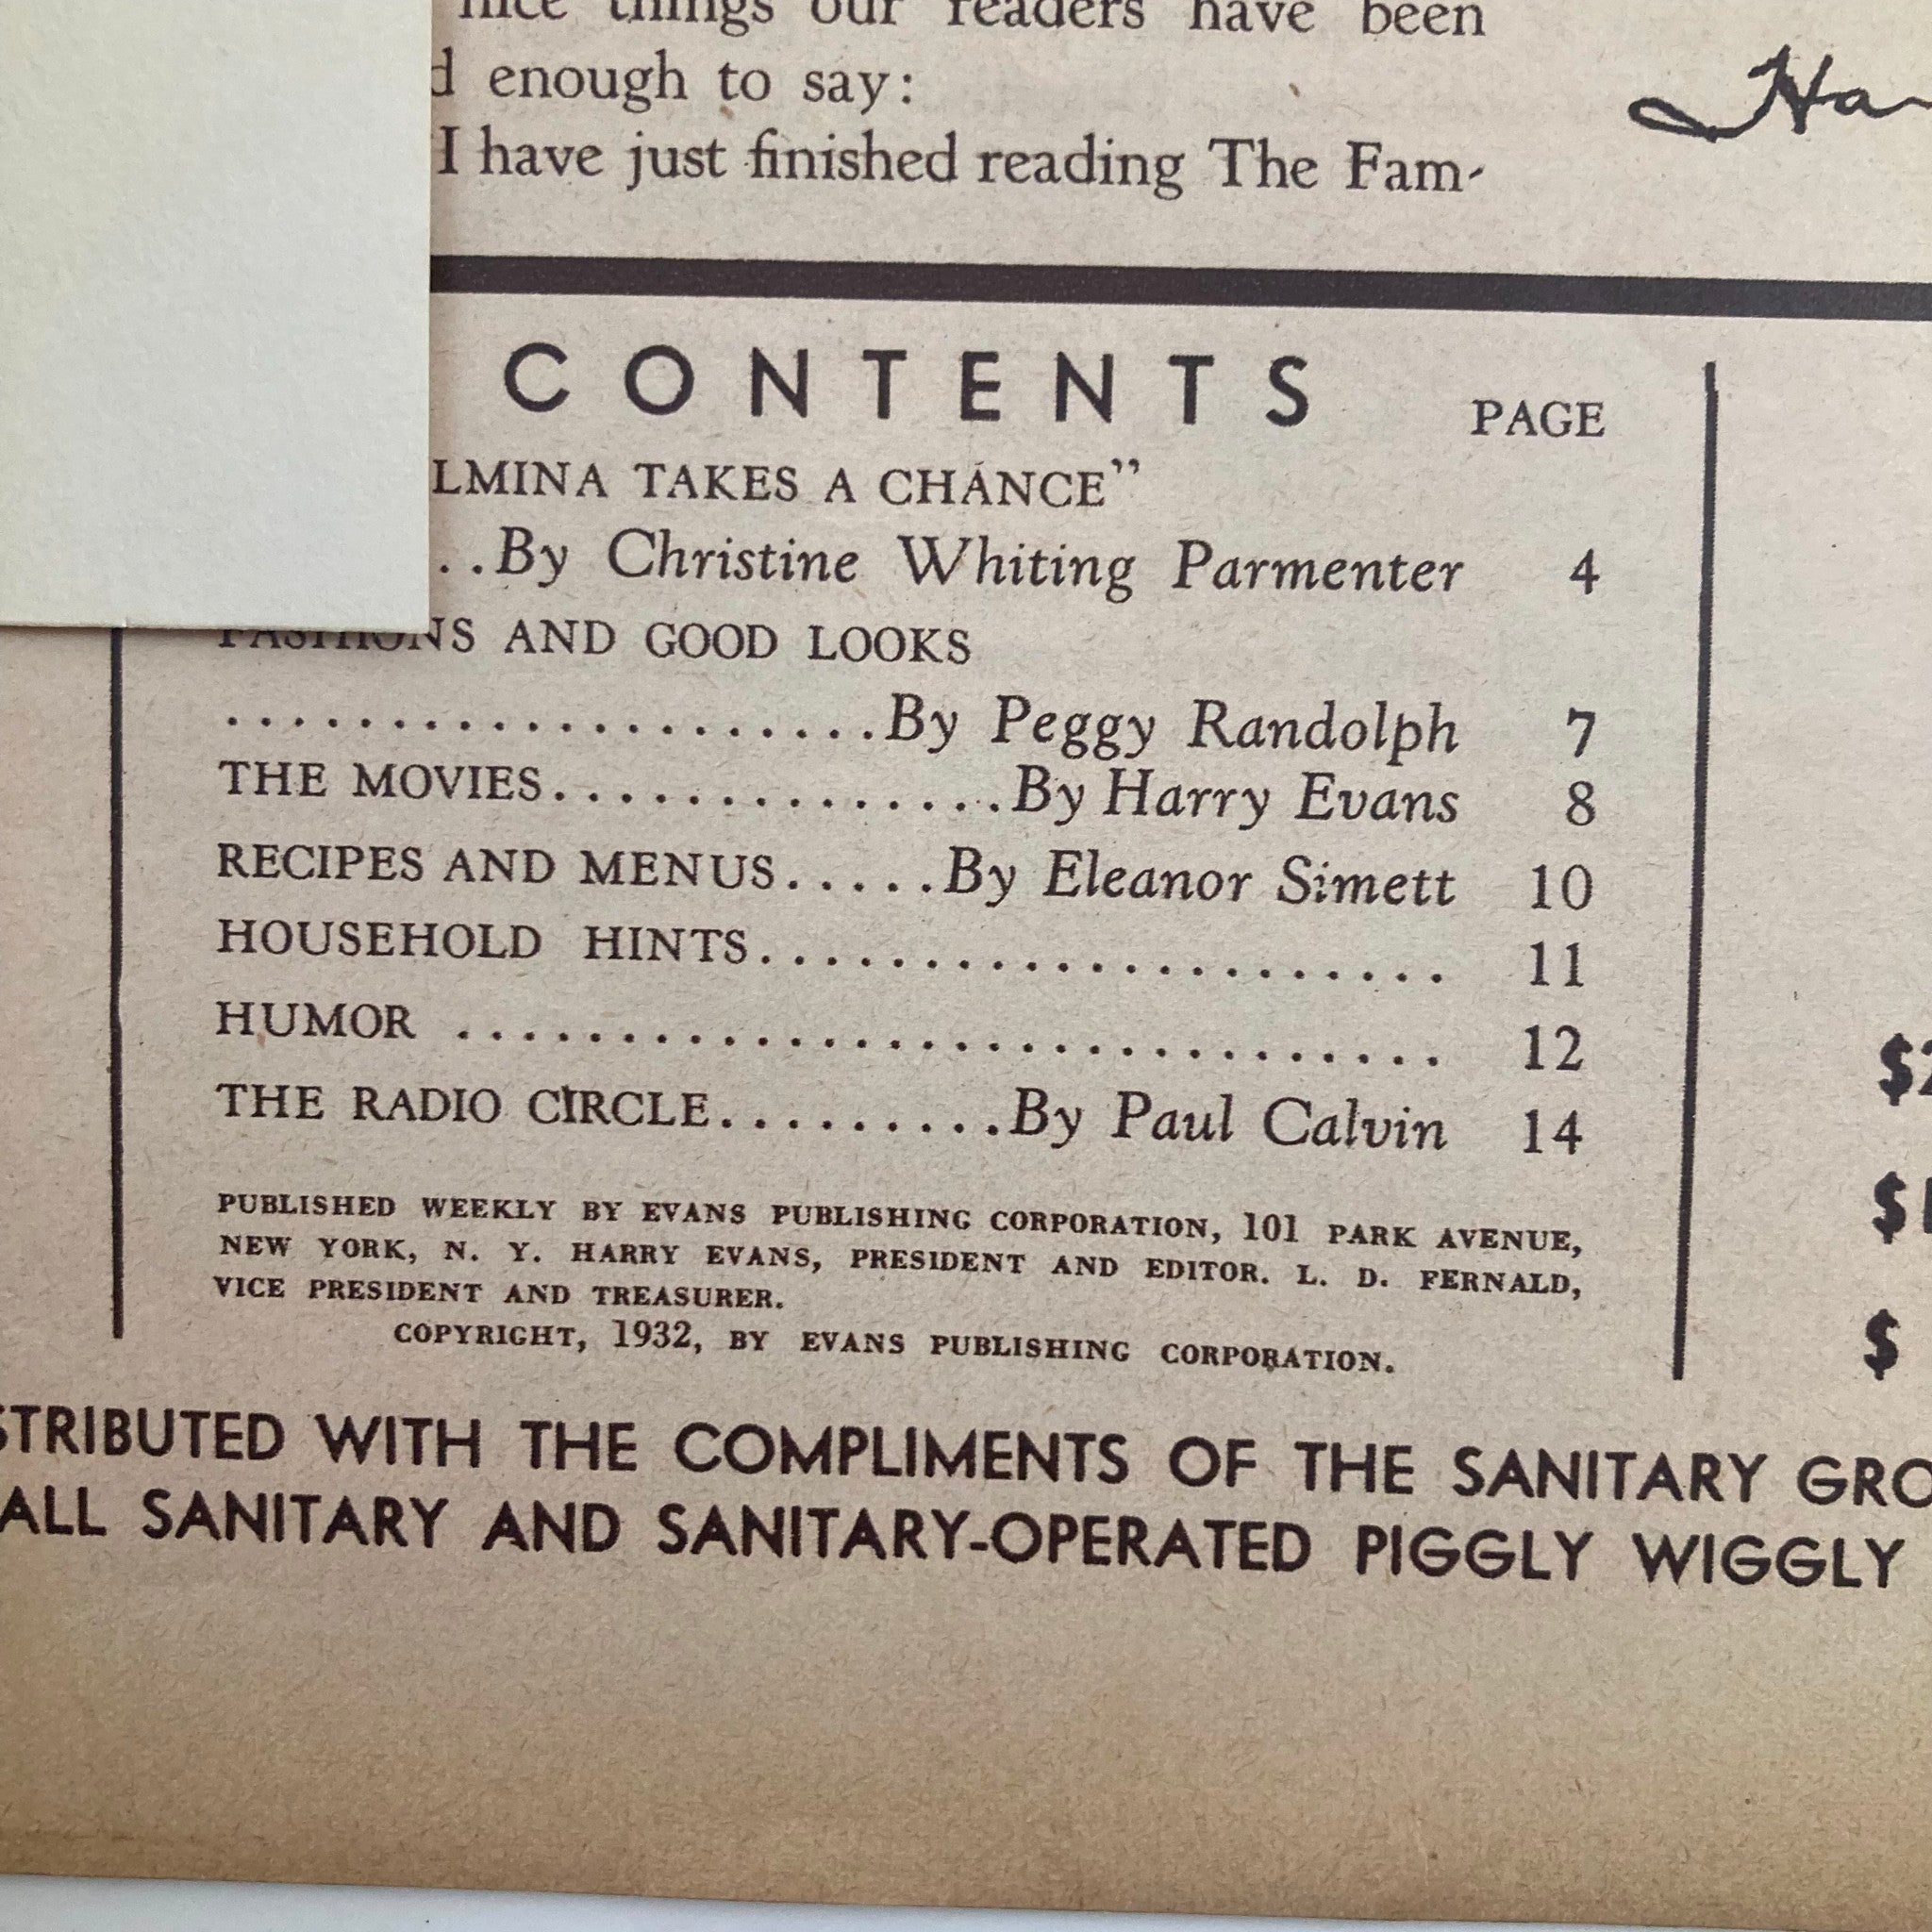 nice things our readers have been
enough to say:
I have just finished reading The Fam-
Ha
CONTENTS
PAGE
LMINA TAKES A CHANCE”
..By Christine Whiting Parmenter 4
FASHIONS AND GOOD LOOKS
....................By Peggy Randolph 7
THE MOVIES..............By Harry Evans 8
RECIPES AND MENUS.....By Eleanor Simett 10
HOUSEHOLD HINTS..................... 11
HUMOR .............................. 12
THE RADIO CIRCLE.........By Paul Calvin 14
PUBLISHED WEEKLY BY EVANS PUBLISHING CORPORATION, 101 PARK AVENUE,
NEW YORK, N. Y. HARRY EVANS, PRESIDENT AND EDITOR. L. D. FERNALD,
VICE PRESIDENT AND TREASURER.
COPYRIGHT, 1932, BY EVANS PUBLISHING CORPORATION.
$2
$1
$
STRIBUTED WITH THE COMPLIMENTS OF THE SANITARY GRO
ALL SANITARY AND SANITARY-OPERATED PIGGLY WIGGLY